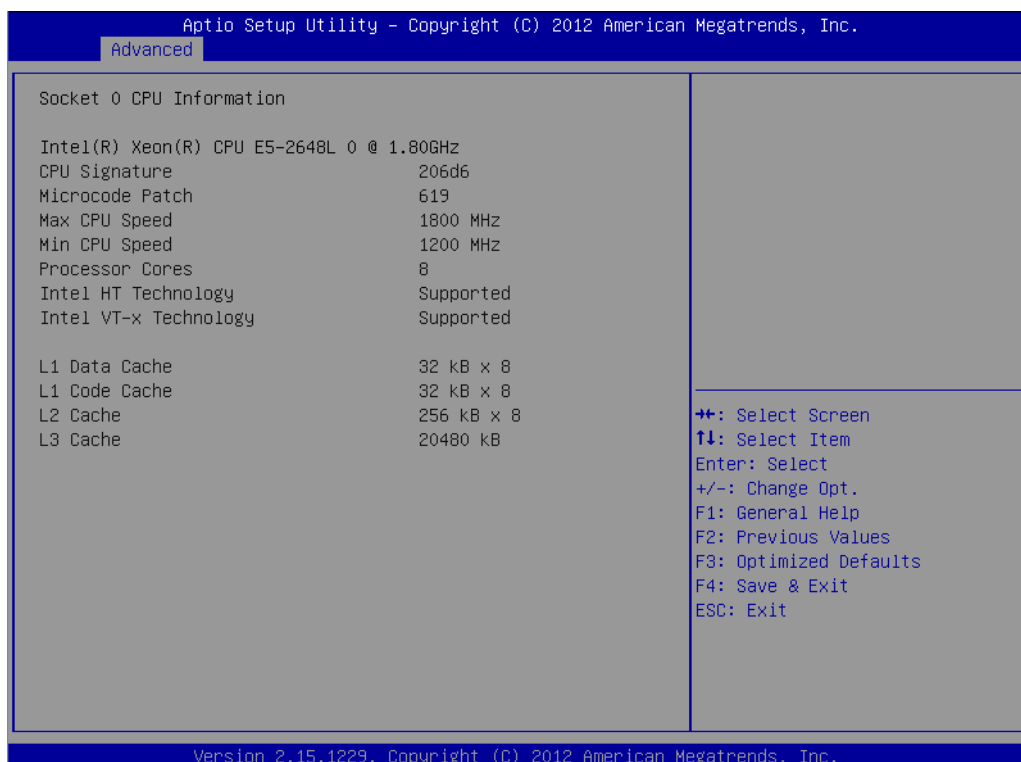 Aptio Setup Utility – Copyright (C) 2012 American Megatrends, Inc.
Advanced
Socket 0 CPU Information
Intel(R) Xeon(R) CPU E5-2648L 0 @ 1.80GHz
CPU Signature 206d6
Microcode Patch 619
Max CPU Speed 1800 MHz
Min CPU Speed 1200 MHz
Processor Cores 8
Intel HT Technology Supported
Intel VT-x Technology Supported
L1 Data Cache 32 kB x 8
L1 Code Cache 32 kB x 8
L2 Cache 256 kB x 8
L3 Cache 20480 kB
→←: Select Screen
↑↓: Select Item
Enter: Select
+/-: Change Opt.
F1: General Help
F2: Previous Values
F3: Optimized Defaults
F4: Save & Exit
ESC: Exit
Version 2.15.1229. Copyright (C) 2012 American Megatrends, Inc.